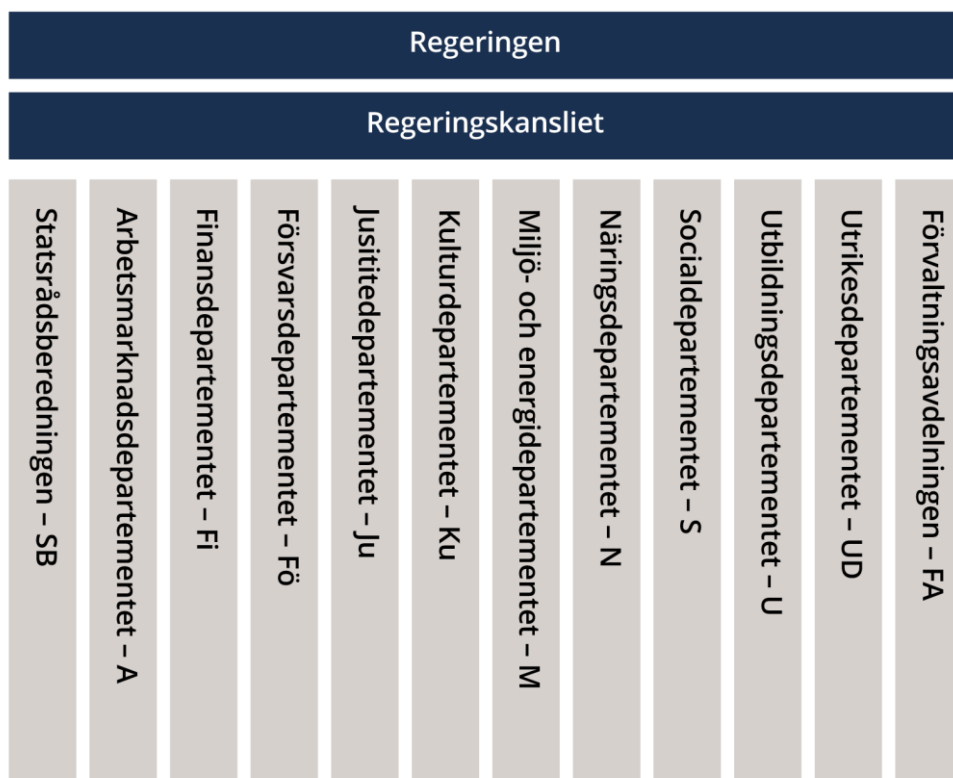 Regeringen
Regeringskansliet
Statsrådsberedningen – SB
Arbetsmarknadsdepartementet – A
Finansdepartementet – Fi
Försvarsdepartementet – Fö
Jusititedepartementet – Ju
Kulturdepartementet – Ku
Miljö- och energidepartementet – M
Näringsdepartementet – N
Socialdepartementet – S
Utbildningsdepartementet – U
Utrikesdepartementet – UD
Förvaltningsavdelningen – FA